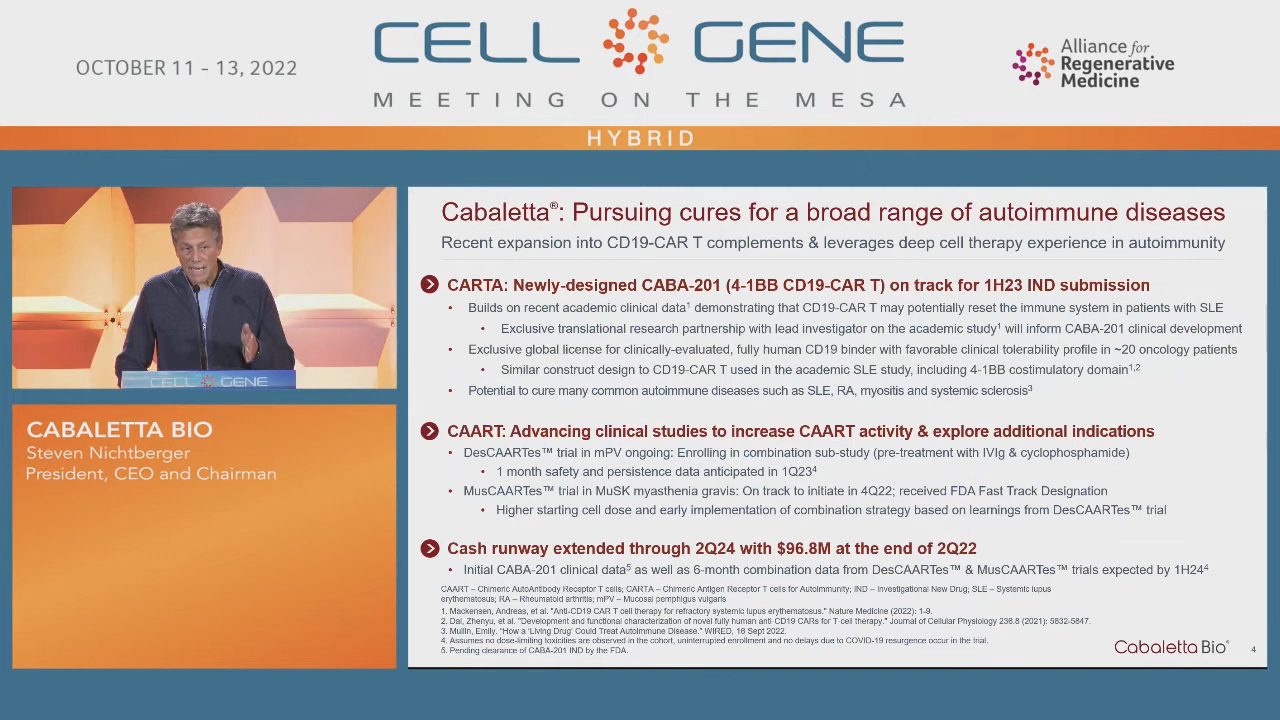 OCTOBER 11 - 13, 2022
CELL GENE
MEETING ON THE MESA
Alliance for
Regenerative
Medicine
HYBRID
CELL GENE
CABALETTA BIO
Steven Nichtberger
President, CEO and Chairman
Cabaletta®: Pursuing cures for a broad range of autoimmune diseases
Recent expansion into CD19-CAR T complements & leverages deep cell therapy experience in autoimmunity
CARTA: Newly-designed CABA-201 (4-1BB CD19-CAR T) on track for 1H23 IND submission
• Builds on recent academic clinical data¹ demonstrating that CD19-CAR T may potentially reset the immune system in patients with SLE
• Exclusive translational research partnership with lead investigator on the academic study¹ will inform CABA-201 clinical development
• Exclusive global license for clinically-evaluated, fully human CD19 binder with favorable clinical tolerability profile in ~20 oncology patients
• Similar construct design to CD19-CAR T used in the academic SLE study, including 4-1BB costimulatory domain¹,²
• Potential to cure many common autoimmune diseases such as SLE, RA, myositis and systemic sclerosis³
CAART: Advancing clinical studies to increase CAART activity & explore additional indications
• DesCAARTes™ trial in mPV ongoing: Enrolling in combination sub-study (pre-treatment with IVIg & cyclophosphamide)
• 1 month safety and persistence data anticipated in 1Q23⁴
• MusCAARTes™ trial in MuSK myasthenia gravis: On track to initiate in 4Q22; received FDA Fast Track Designation
• Higher starting cell dose and early implementation of combination strategy based on learnings from DesCAARTes™ trial
Cash runway extended through 2Q24 with $96.8M at the end of 2Q22
• Initial CABA-201 clinical data⁵ as well as 6-month combination data from DesCAARTes™ & MusCAARTes™ trials expected by 1H24⁴
CAART – Chimeric AutoAntibody Receptor T cells; CARTA – Chimeric Antigen Receptor T cells for Autoimmunity; IND – Investigational New Drug; SLE – Systemic lupus
erythematosus; RA – Rheumatoid arthritis; mPV – Mucosal pemphigus vulgaris
1. Mackensen, Andreas, et al. "Anti-CD19 CAR T cell therapy for refractory systemic lupus erythematosus." Nature Medicine (2022): 1-9.
2. Dai, Zhenyu, et al. "Development and functional characterization of novel fully human anti-CD19 CARs for T-cell therapy." Journal of Cellular Physiology 236.8 (2021): 5832-5847.
3. Mullin, Emily. "How a 'Living Drug' Could Treat Autoimmune Disease." WIRED, 16 Sept 2022.
4. Assumes no dose-limiting toxicities are observed in the cohort, uninterrupted enrollment and no delays due to COVID-19 resurgence occur in the trial.
5. Pending clearance of CABA-201 IND by the FDA.
Cabaletta Bio®
4